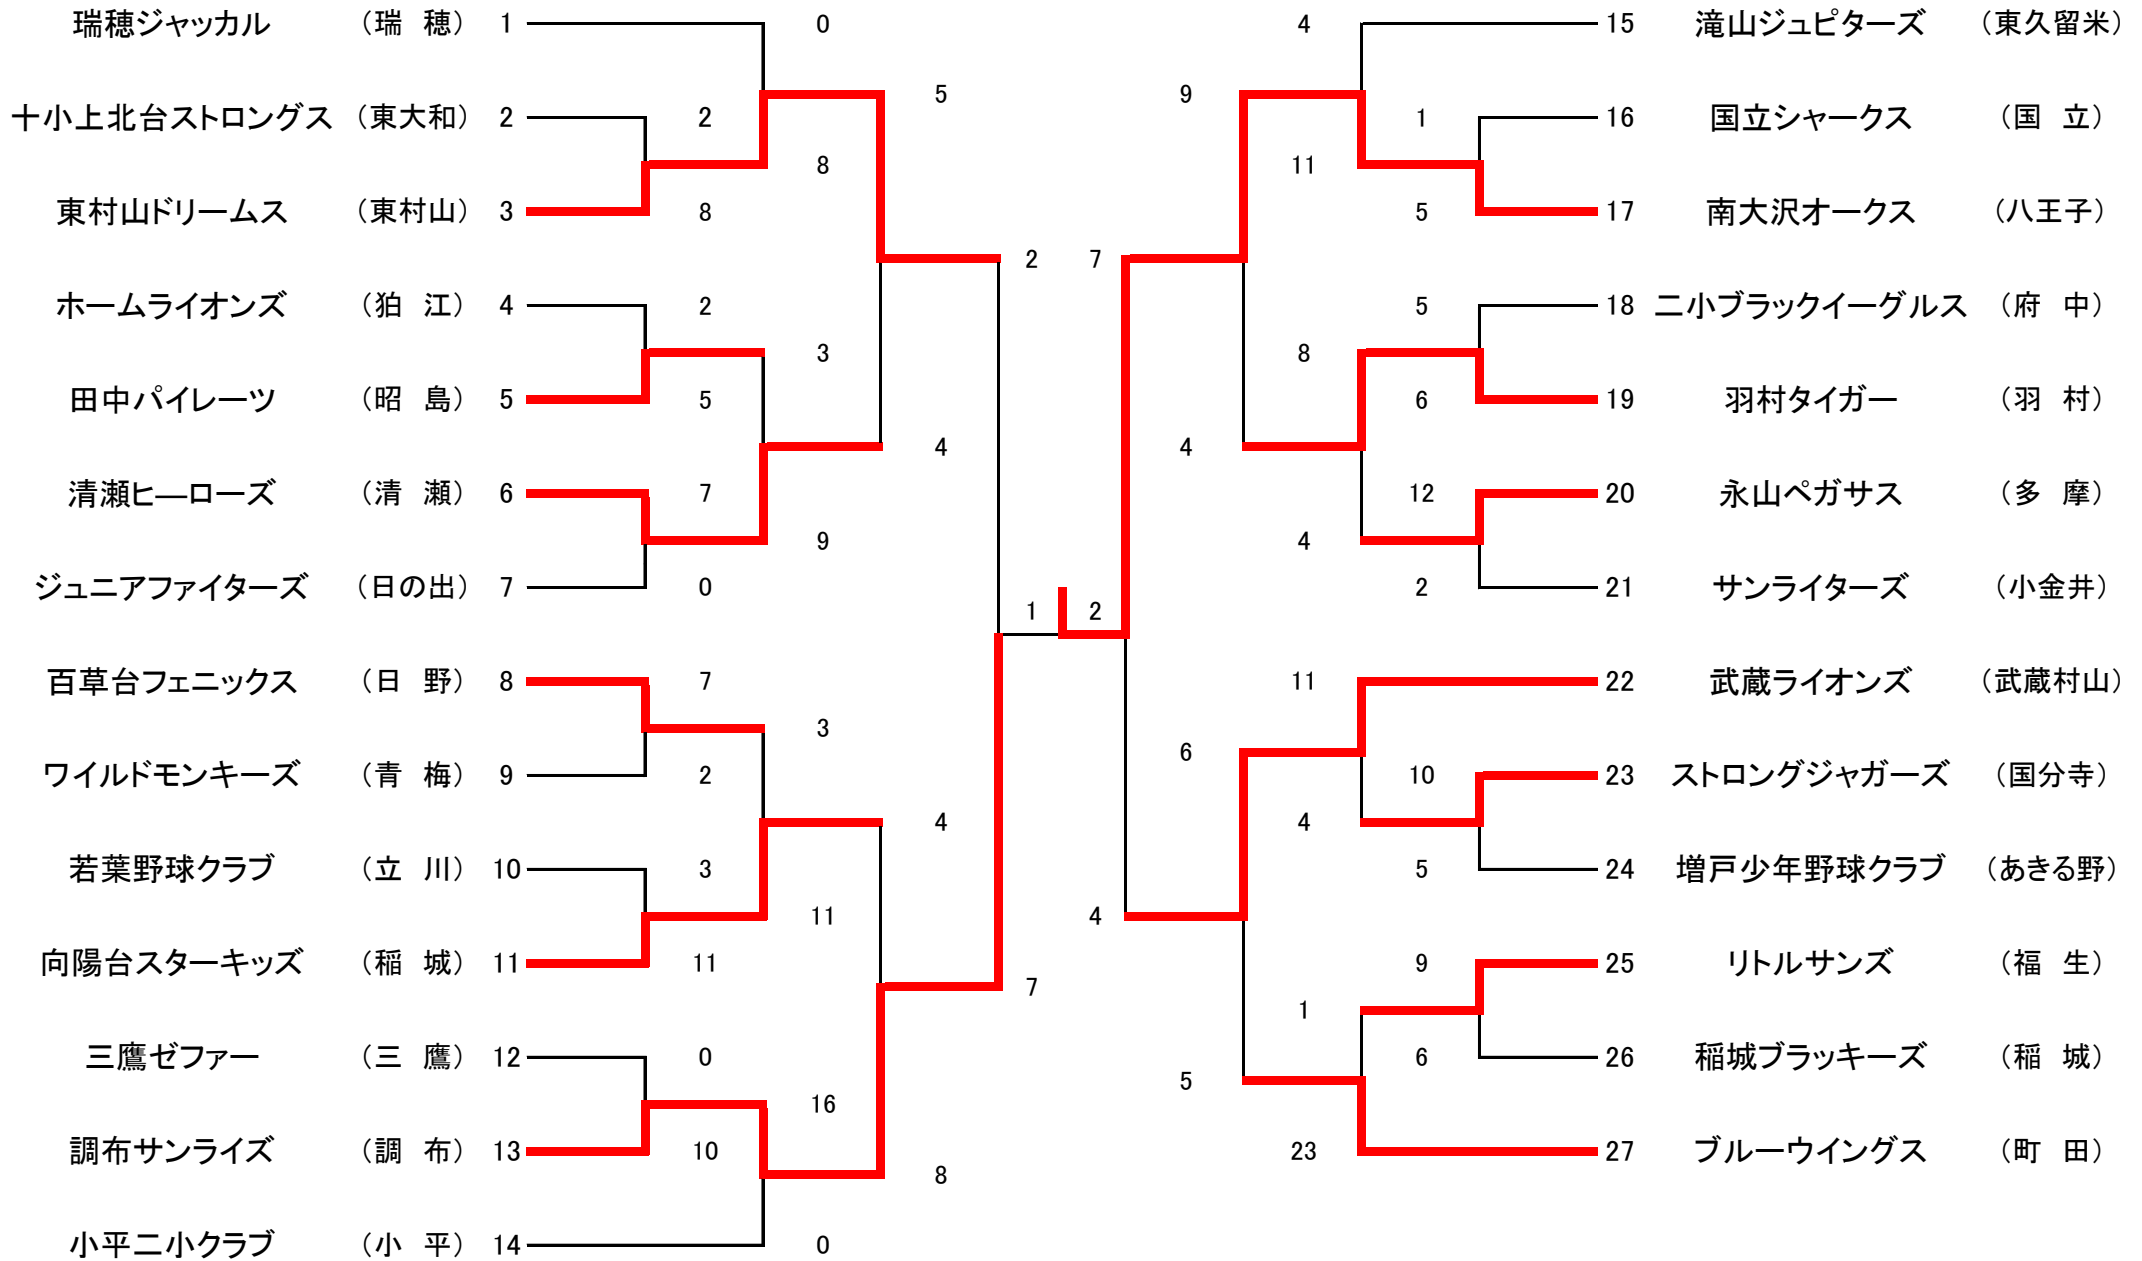 瑞穂ジャッカル （瑞　穂） 1 0 4 15 滝山ジュピターズ （東久留米）
5 9
十小上北台ストロングス （東大和） 2 2 1 16 国立シャークス （国　立）
8 11
東村山ドリームス （東村山） 3 8 5 17 南大沢オークス （八王子）
2 7
ホームライオンズ （狛　江） 4 2 5 18 二小ブラックイーグルス （府　中）
3 8
田中パイレーツ （昭　島） 5 5 6 19 羽村タイガー （羽　村）
4 4
清瀬ヒ―ローズ （清　瀬） 6 7 12 20 永山ペガサス （多　摩）
9 4
ジュニアファイターズ （日の出） 7 0 2 21 サンライターズ （小金井）
1 2
百草台フェニックス （日　野） 8 7 11 22 武蔵ライオンズ （武蔵村山）
3 6
ワイルドモンキーズ （青　梅） 9 2 10 23 ストロングジャガーズ （国分寺）
4 4
若葉野球クラブ （立　川） 10 3 5 24 増戸少年野球クラブ （あきる野）
11 4
向陽台スターキッズ （稲　城） 11 11 9 25 リトルサンズ （福　生）
7 1
三鷹ゼファー （三　鷹） 12 0 6 26 稲城ブラッキーズ （稲　城）
16 5
調布サンライズ （調　布） 13 10 23 27 ブルーウイングス （町　田）
8
小平二小クラブ （小　平） 14 0